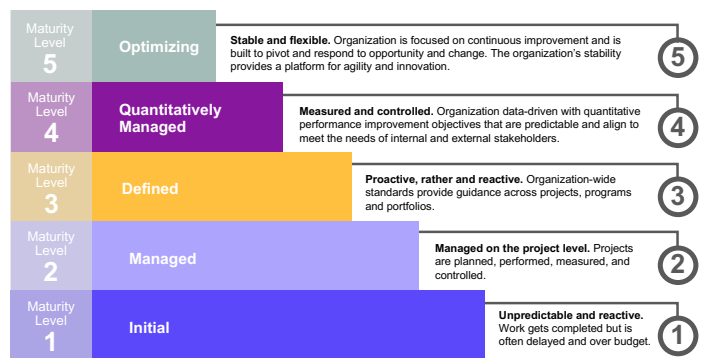 Maturity
Level
5
Optimizing
Stable and flexible. Organization is focused on continuous improvement and is
built to pivot and respond to opportunity and change. The organization's stability
provides a platform for agility and innovation.
5
Maturity
Level
4
Quantitatively
Managed
Measured and controlled. Organization data-driven with quantitative
performance improvement objectives that are predictable and align to
meet the needs of internal and external stakeholders.
4
Maturity
Level
3
Defined
Proactive, rather and reactive. Organization-wide
standards provide guidance across projects, programs
and portfolios.
3
Maturity
Level
2
Managed
Managed on the project level. Projects
are planned, performed, measured, and
controlled.
2
Maturity
Level
1
Initial
Unpredictable and reactive.
Work gets completed but is
often delayed and over budget.
1